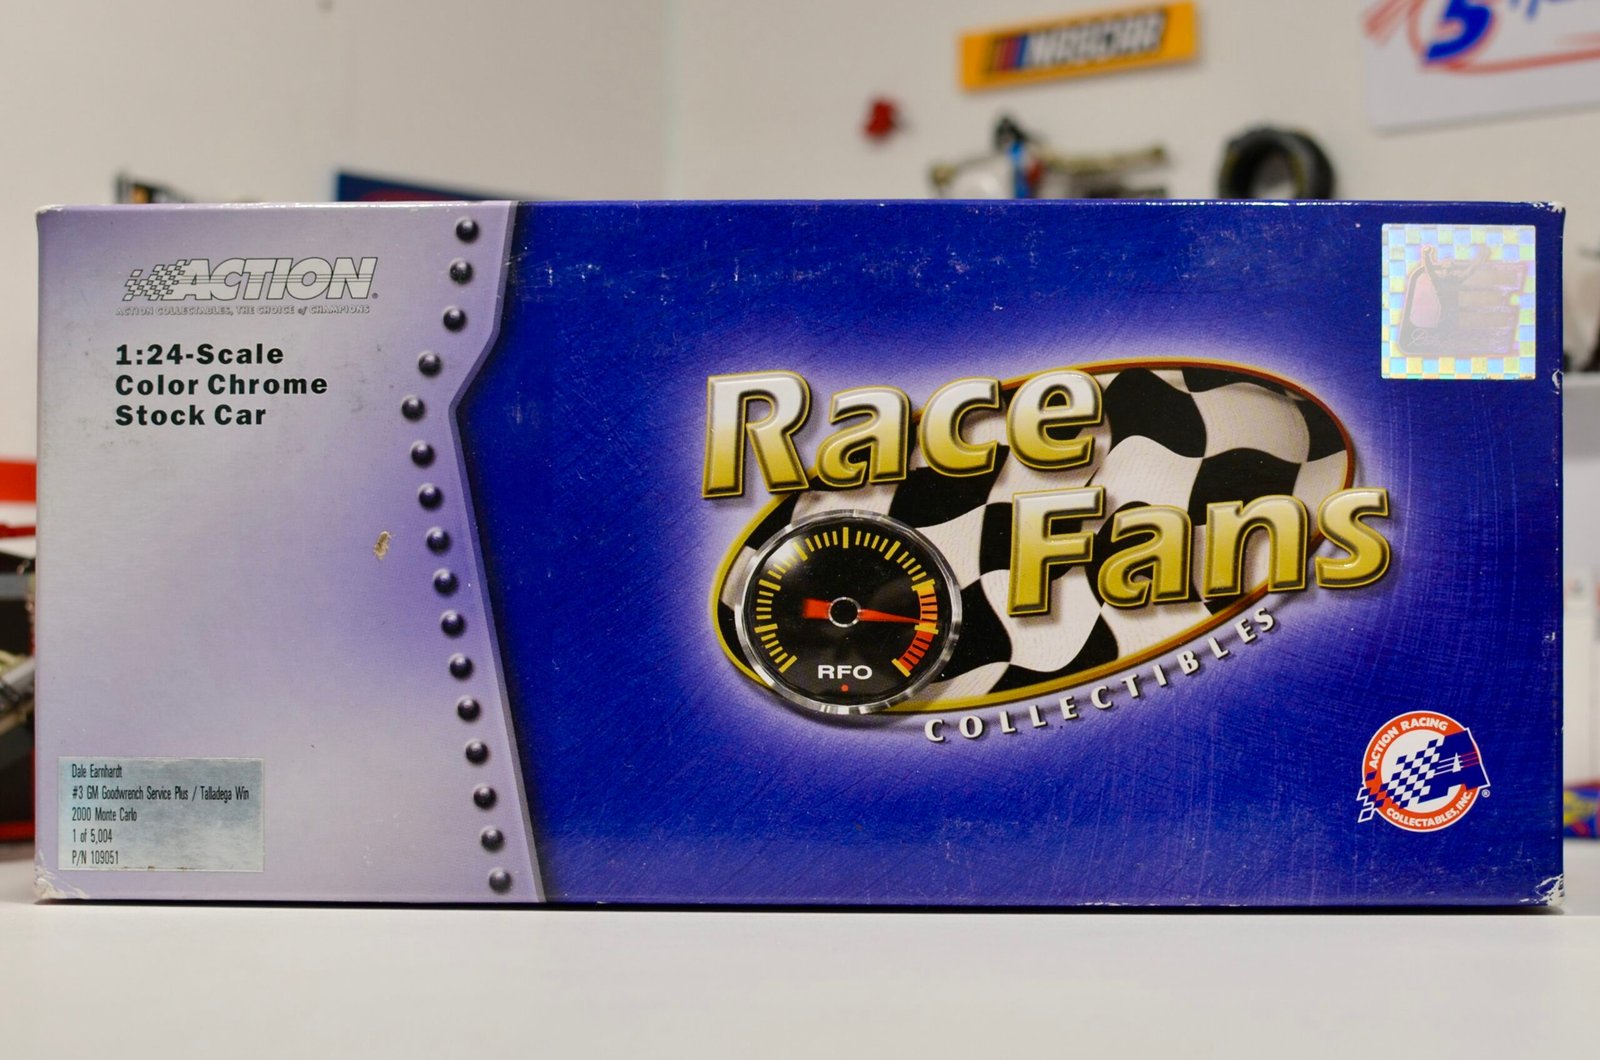 NASCAR
5
ACTION®
ACTION COLLECTABLES, THE CHOICE of CHAMPIONS
1:24-Scale
Color Chrome
Stock Car
Race
Fans
COLLECTIBLES
RFO
ACTION RACING
COLLECTABLES, INC.®
Dale Earnhardt
#3 GM Goodwrench Service Plus / Talladega Win
2000 Monte Carlo
1 of 5,004
P/N 109051